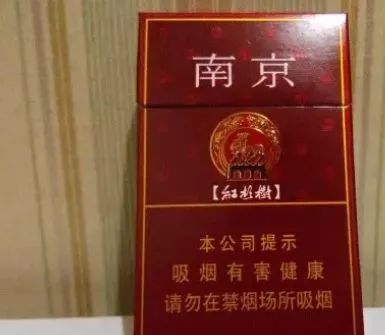 南京
【红杉樹】
本公司提示
吸烟有害健康
请勿在禁烟场所吸烟